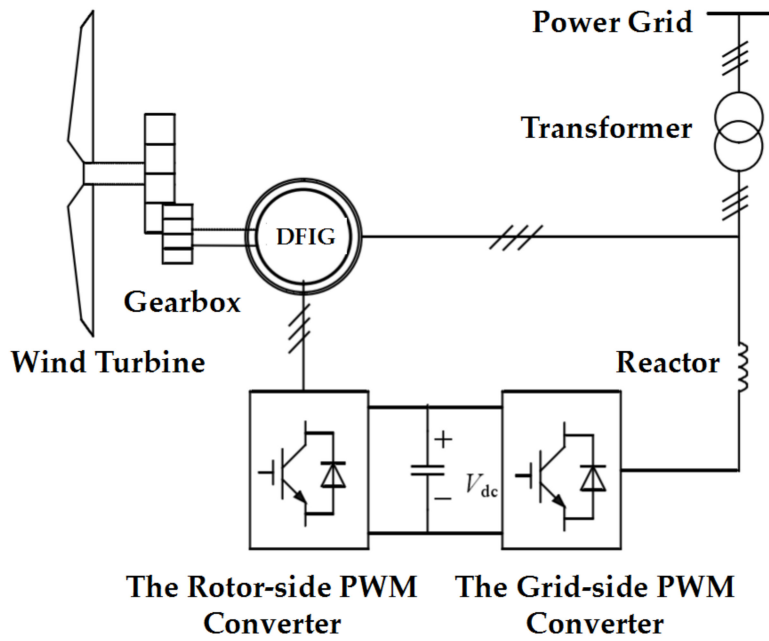 Power Grid
Transformer
DFIG
Gearbox
Wind Turbine
Reactor
+
−
Vdc
The Rotor-side PWM
Converter
The Grid-side PWM
Converter